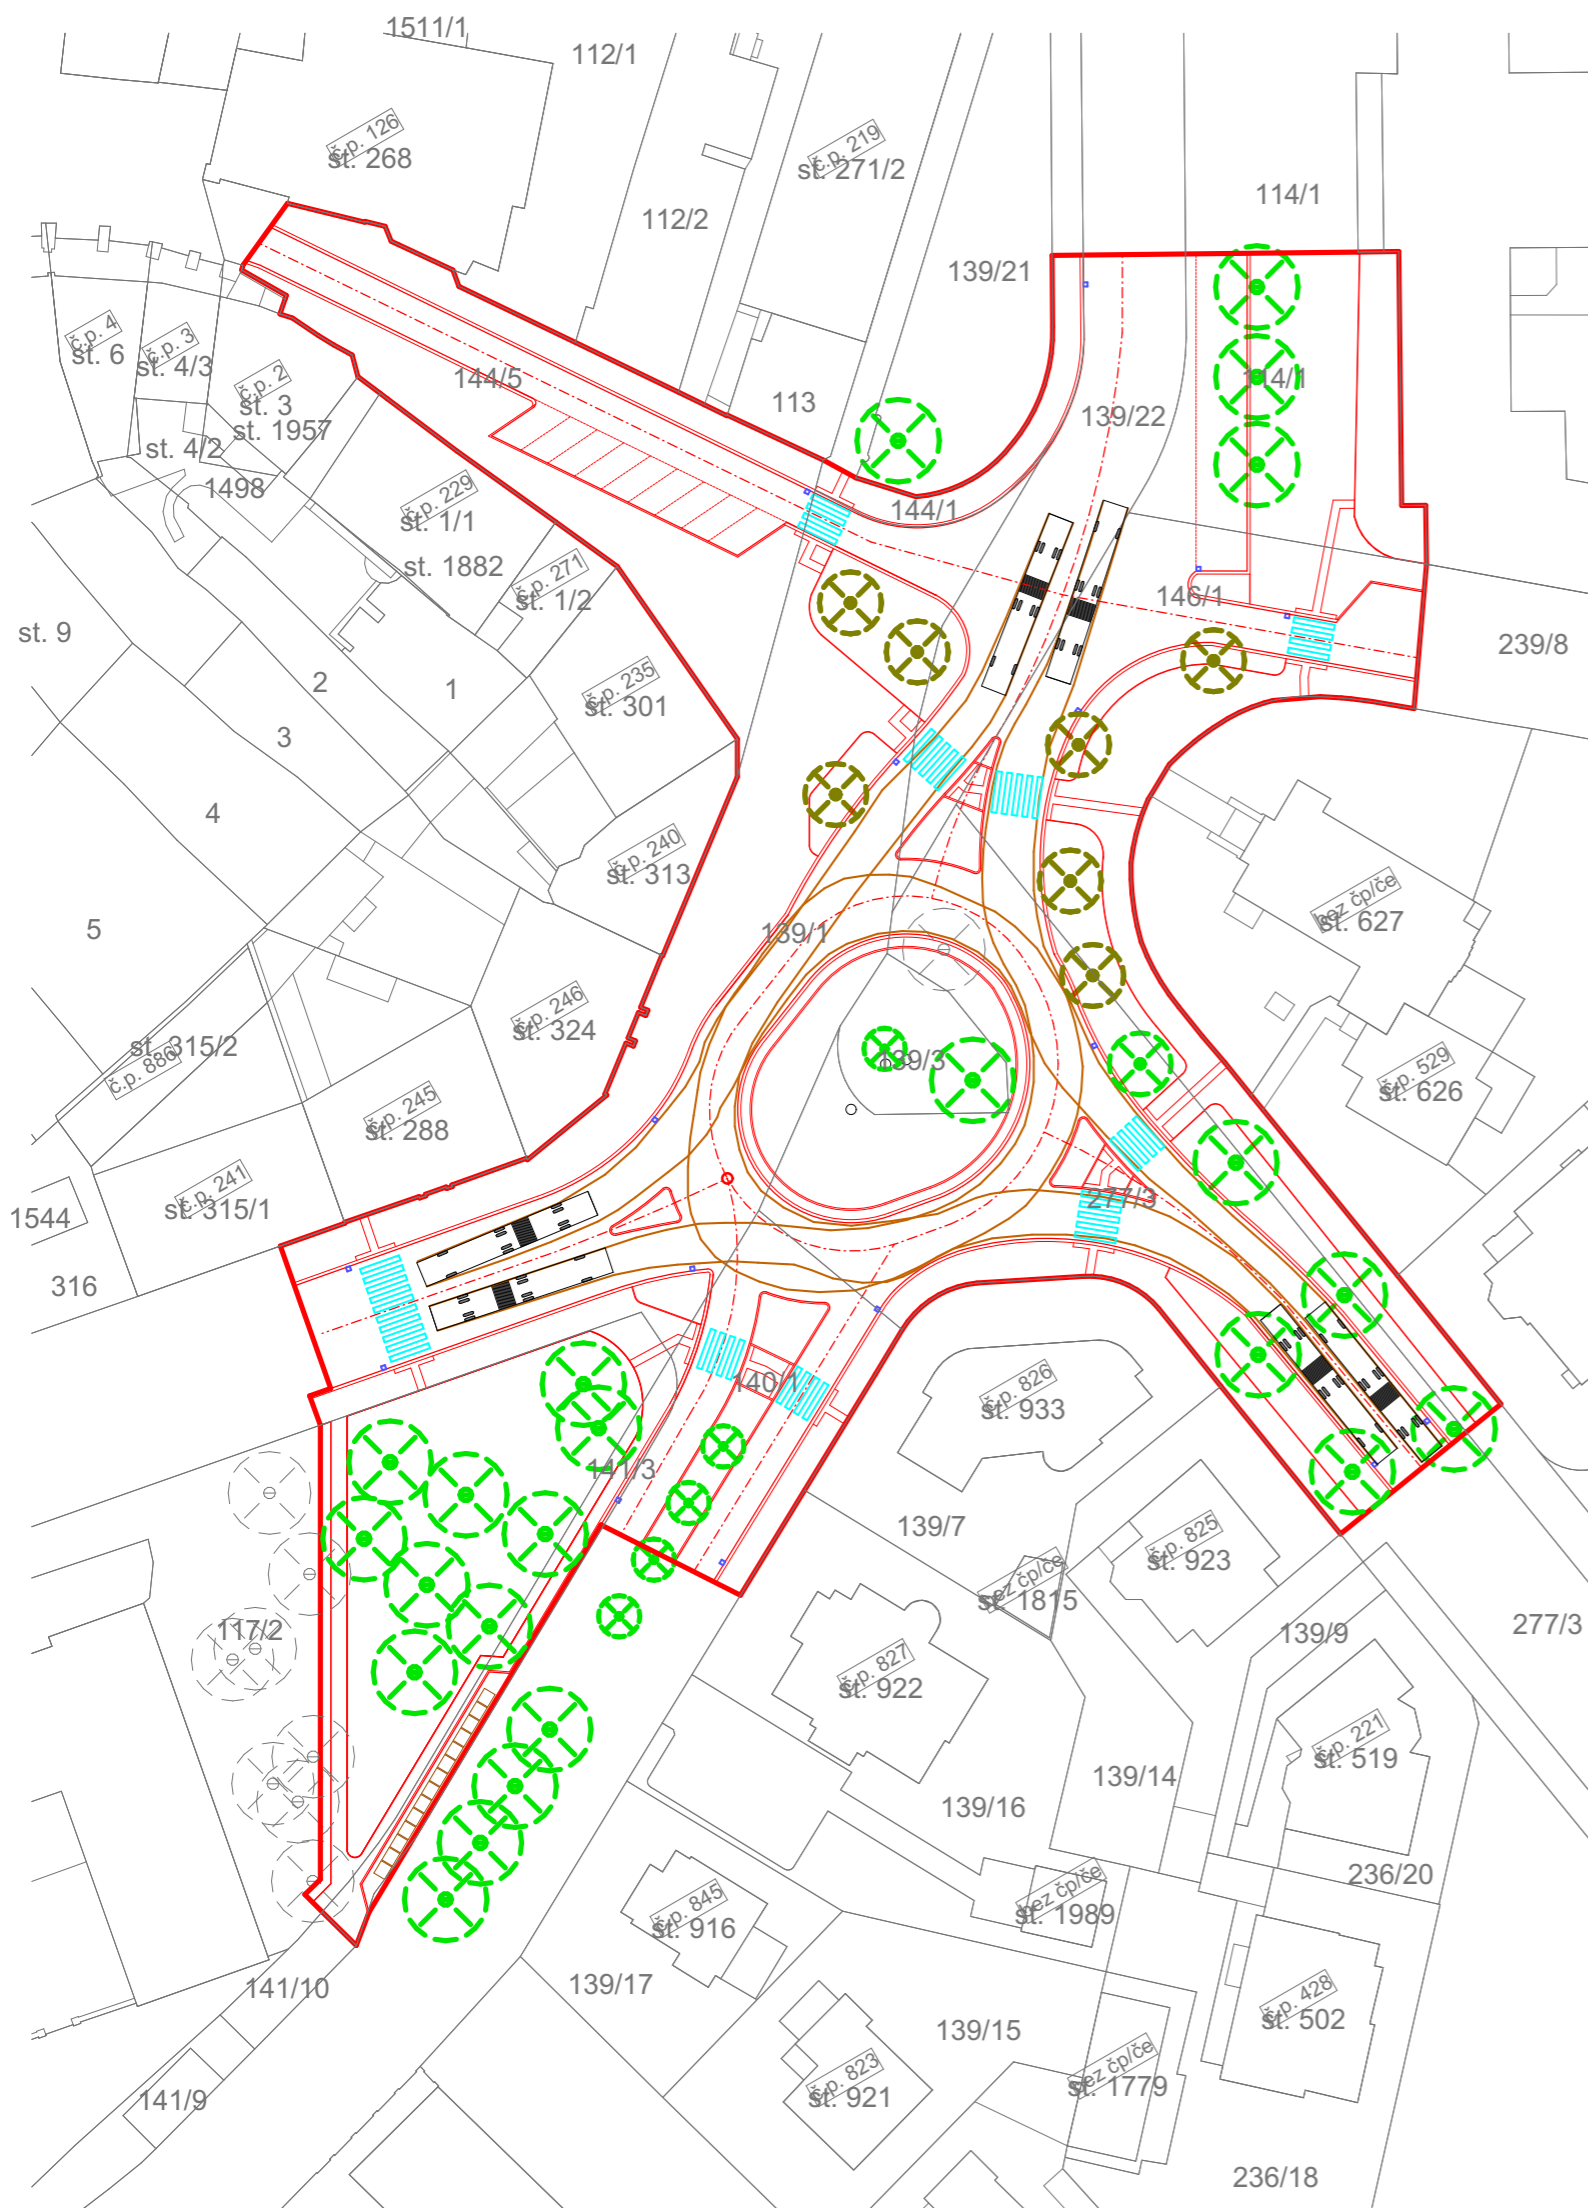 1511/1
112/1
č.p. 126
st. 268
č.p. 219
st. 271/2
114/1
112/2
139/21
č.p. 4
st. 6
č.p. 3
st. 4/3
č.p. 2
st. 3
144/5
114/1
113
139/22
st. 1957
st. 4/2
1498
č.p. 229
st. 1/1
144/1
st. 1882
č.p. 271
st. 1/2
146/1
st. 9
239/8
2
1
č.p. 235
st. 301
3
4
č.p. 240
st. 313
bez čp/če
st. 627
5
139/1
č.p. 246
st. 324
st. 315/2
č.p. 886
139/3
č.p. 529
st. 626
č.p. 245
st. 288
č.p. 241
st. 315/1
1544
277/3
316
140/1
č.p. 826
st. 933
141/3
139/7
č.p. 825
st. 923
bez čp/če
st. 1815
117/2
139/9
277/3
č.p. 827
st. 922
č.p. 221
st. 519
139/14
139/16
236/20
č.p. 845
st. 916
bez čp/če
st. 1989
141/10
139/17
č.p. 428
st. 502
139/15
141/9
č.p. 823
st. 921
bez čp/če
st. 1779
236/18